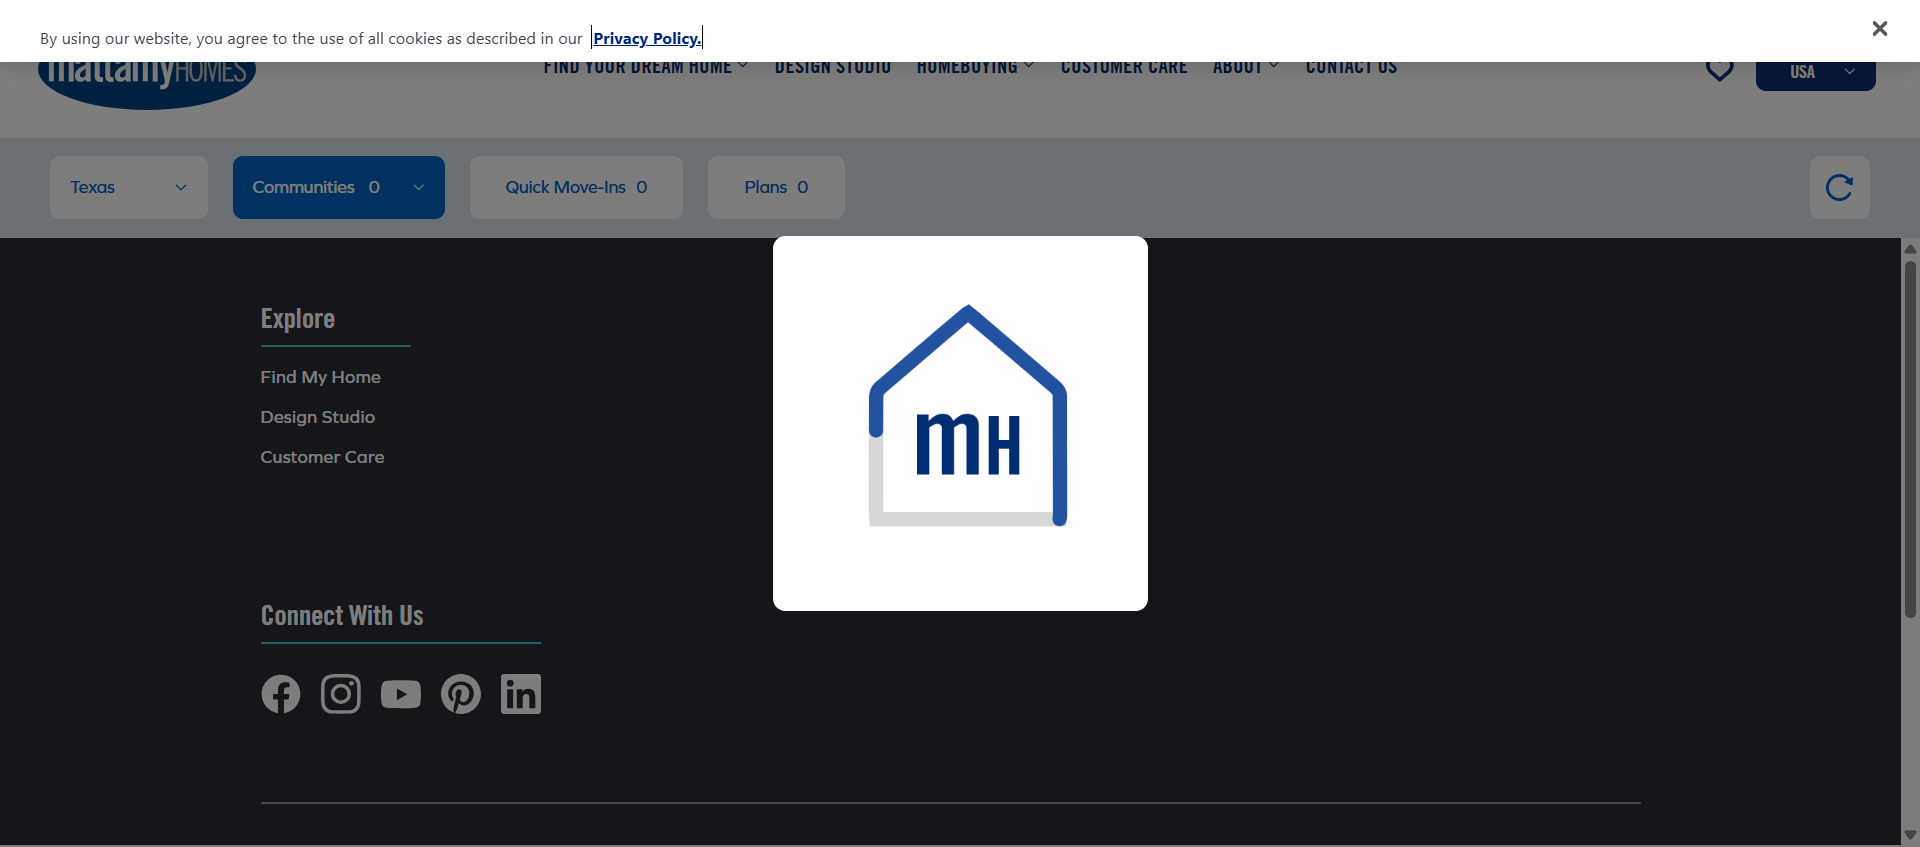 By using our website, you agree to the use of all cookies as described in our Privacy Policy.
mattamyHOMES
FIND YOUR DREAM HOME
DESIGN STUDIO
HOMEBUYING
CUSTOMER CARE
ABOUT
CONTACT US
USA
Texas
Communities 0
Quick Move-Ins 0
Plans 0
Explore
Find My Home
Design Studio
Customer Care
mH
Connect With Us